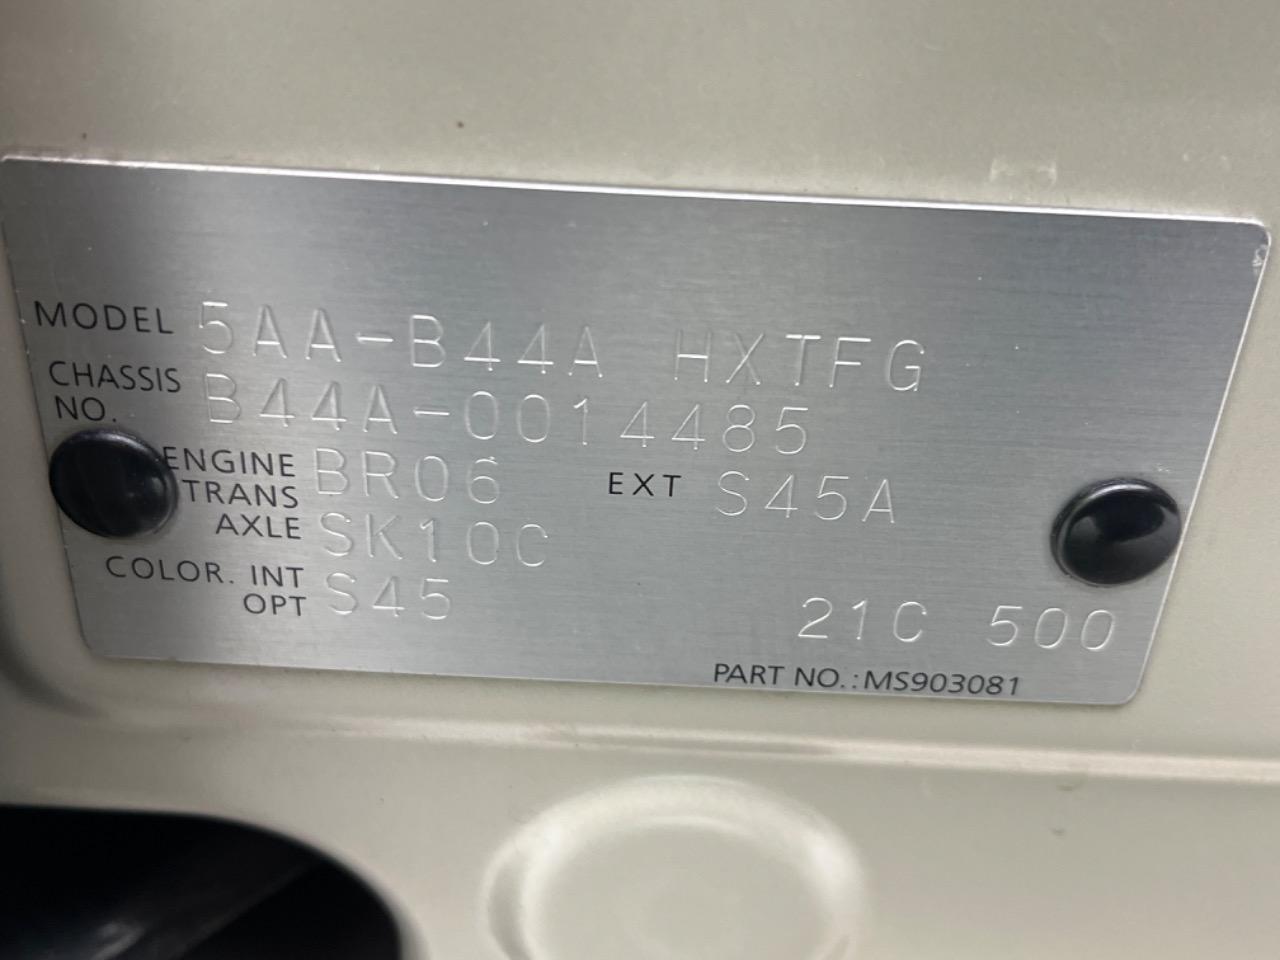 MODEL 5AA-B44A HXTFG
CHASSIS NO. B44A-0014485
ENGINE BR06 EXT S45A
TRANS AXLE SK10C
COLOR. INT OPT S45
21C 500
PART NO.:MS903081